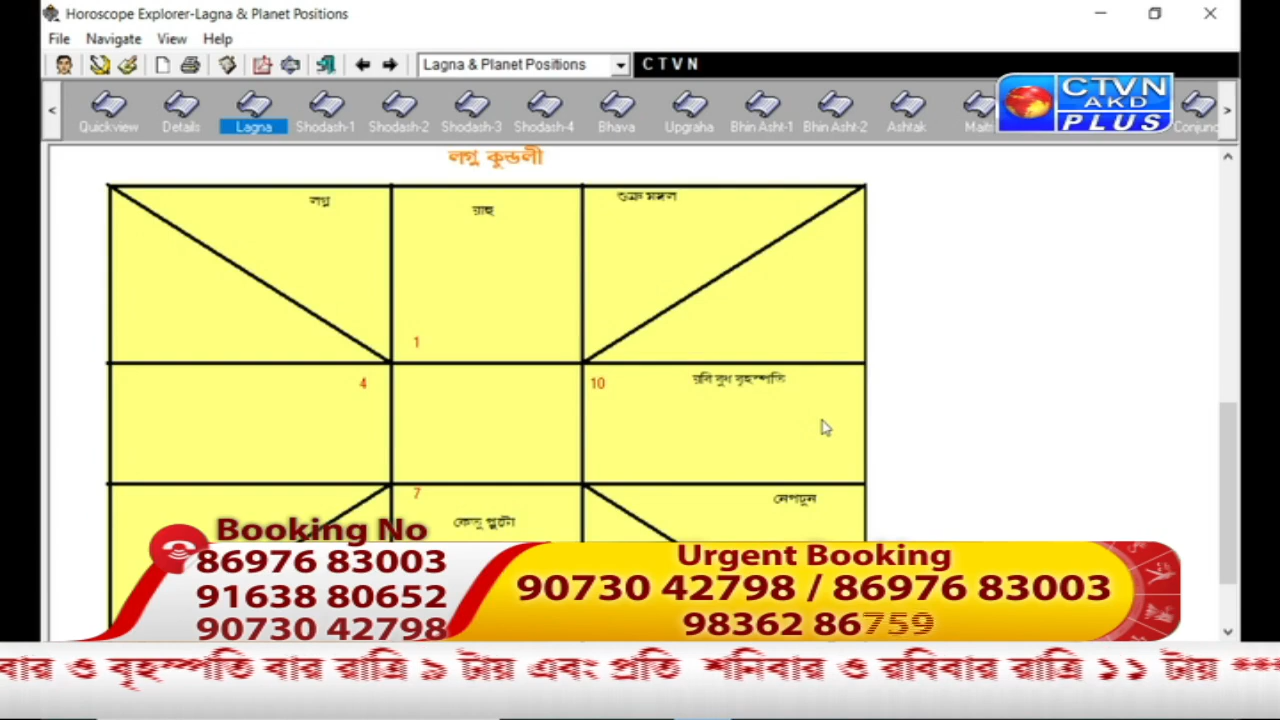 Horoscope Explorer-Lagna & Planet Positions
File Navigate View Help
Lagna & Planet Positions
CTVN
CTVN
AKD
PLUS
Quickview Details Lagna Shodash-1 Shodash-2 Shodash-3 Shodash-4 Bhava Upgraha Bhin Asht-1 Bhin Asht-2 Ashtak Conjunc
লগ্ন কুন্ডলী
লগ্ন
রাহু
শুক্র মঙ্গল
1
4
10
রবি বুধ বৃহস্পতি
7
নেপচুন
কেতু প্লুটো
Booking No
86976 83003
91638 80652
90730 42798
Urgent Booking
90730 42798 / 86976 83003
98362 86759
বার ও বৃহস্পতি বার রাত্রি ৯ টায় এবং প্রতি শনিবার ও রবিবার রাত্রি ১১ টায় ***